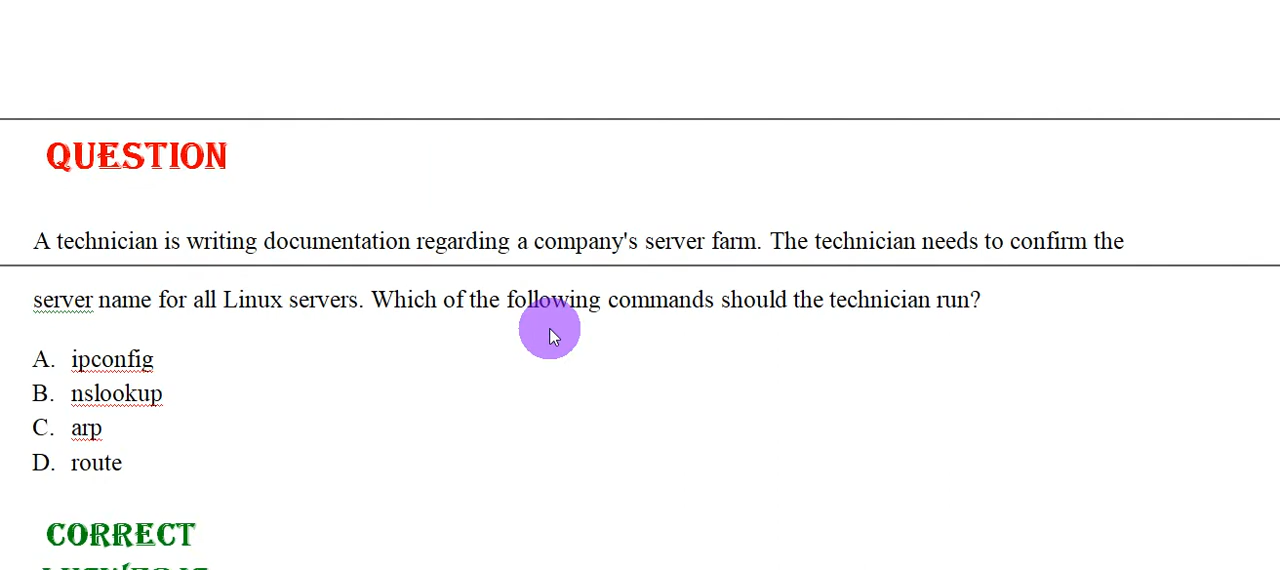 QUESTION
A technician is writing documentation regarding a company's server farm. The technician needs to confirm the
server name for all Linux servers. Which of the following commands should the technician run?
A. ipconfig
B. nslookup
C. arp
D. route
CORRECT